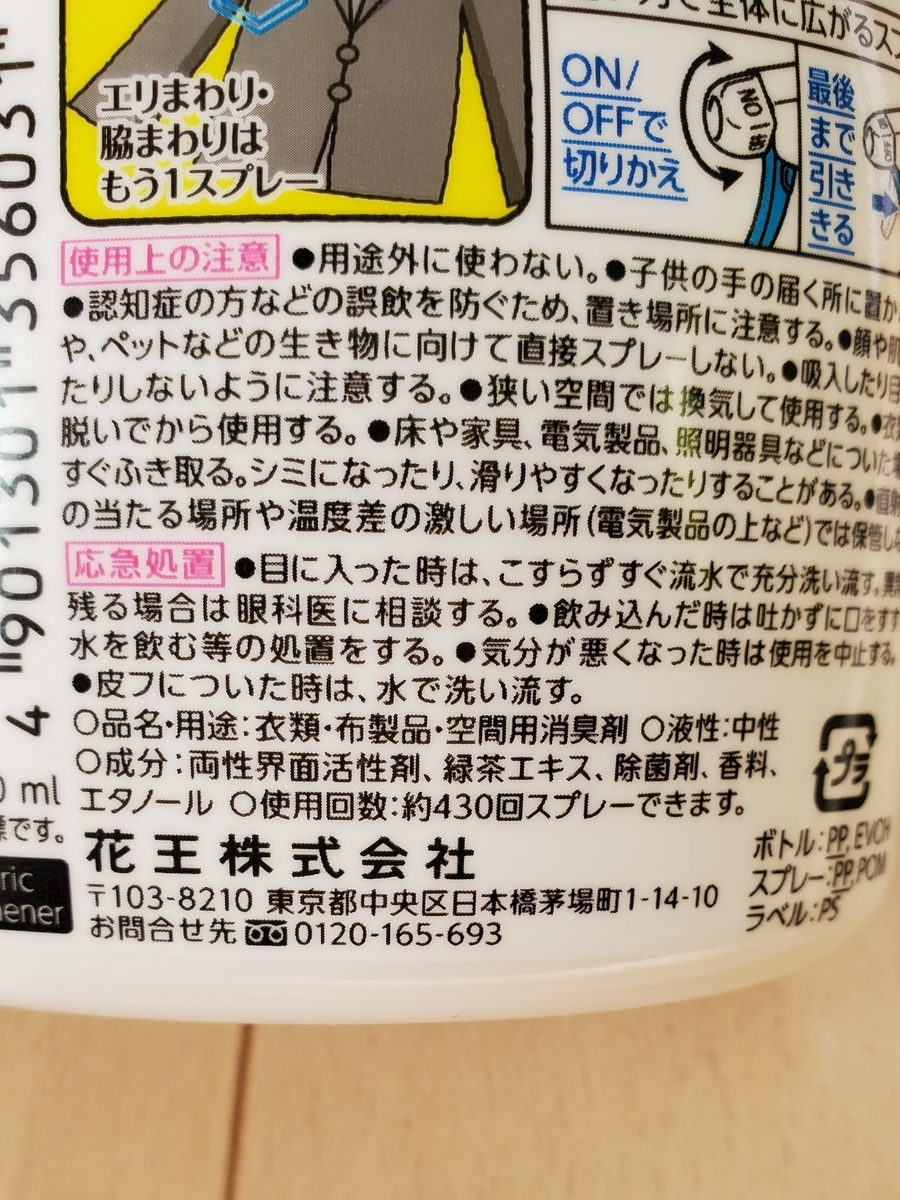 全体に広がる
エリまわり・
脇まわりは
もう1スプレー
ON/
OFFで
切りかえ
最後
まで
引き
きる
使用上の注意 ●用途外に使わない。●子供の手の届く所に置か
●認知症の方などの誤飲を防ぐため、置き場所に注意する。●顔や肌
や、ペットなどの生き物に向けて直接スプレーしない。●吸入したり目
たりしないように注意する。●狭い空間では換気して使用する。●衣
脱いでから使用する。●床や家具、電気製品、照明器具などについた
すぐふき取る。シミになったり、滑りやすくなったりすることがある。●直射
の当たる場所や温度差の激しい場所(電気製品の上など)では保管し
応急処置 ●目に入った時は、こすらずすぐ流水で充分洗い流す。異常
残る場合は眼科医に相談する。●飲み込んだ時は吐かずに口をすす
水を飲む等の処置をする。●気分が悪くなった時は使用を中止する。
●皮フについた時は、水で洗い流す。
○品名・用途:衣類・布製品・空間用消臭剤 ○液性:中性
○成分:両性界面活性剤、緑茶エキス、除菌剤、香料、
エタノール ○使用回数:約430回スプレーできます。
花王株式会社
〒103-8210 東京都中央区日本橋茅場町1-14-10
お問合せ先 0120-165-693
プラ
ボトル:PP,EVOH
スプレー:PP,POM
ラベル:PS
4 901301 356031
0 ml
標です。
ric
ener